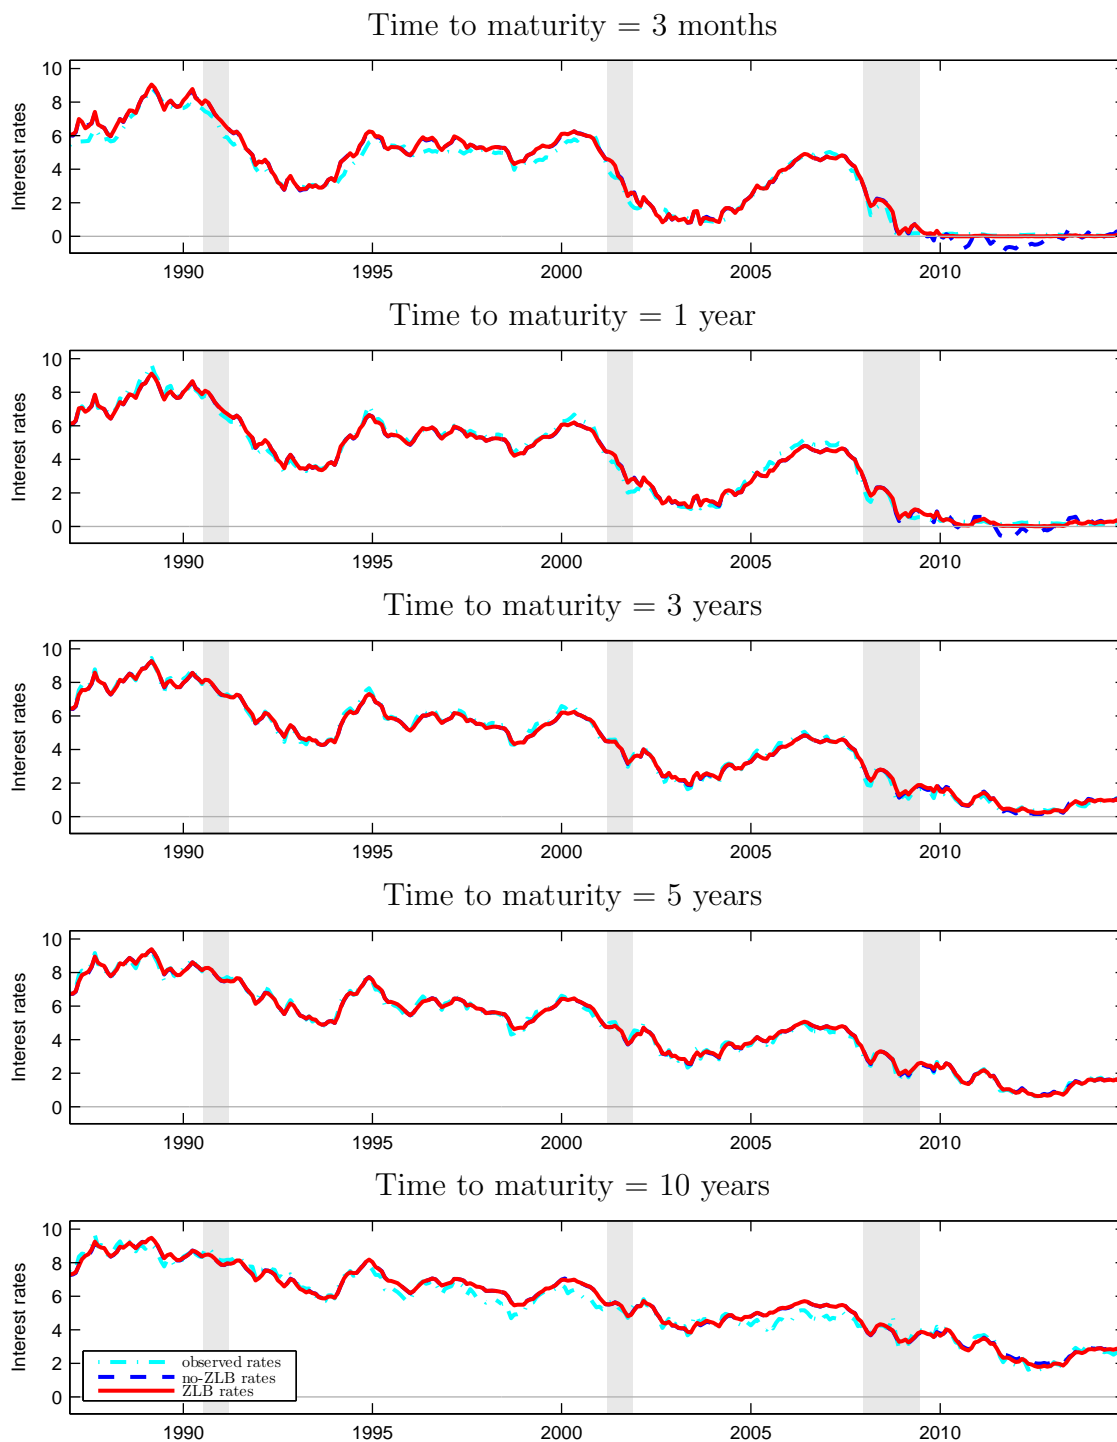 Time to maturity = 3 months
Interest rates
10
8
6
4
2
0
1990 1995 2000 2005 2010
Time to maturity = 1 year
Interest rates
10
8
6
4
2
0
1990 1995 2000 2005 2010
Time to maturity = 3 years
Interest rates
10
8
6
4
2
0
1990 1995 2000 2005 2010
Time to maturity = 5 years
Interest rates
10
8
6
4
2
0
1990 1995 2000 2005 2010
Time to maturity = 10 years
Interest rates
10
8
6
4
2
0
observed rates
no-ZLB rates
ZLB rates
1990 1995 2000 2005 2010